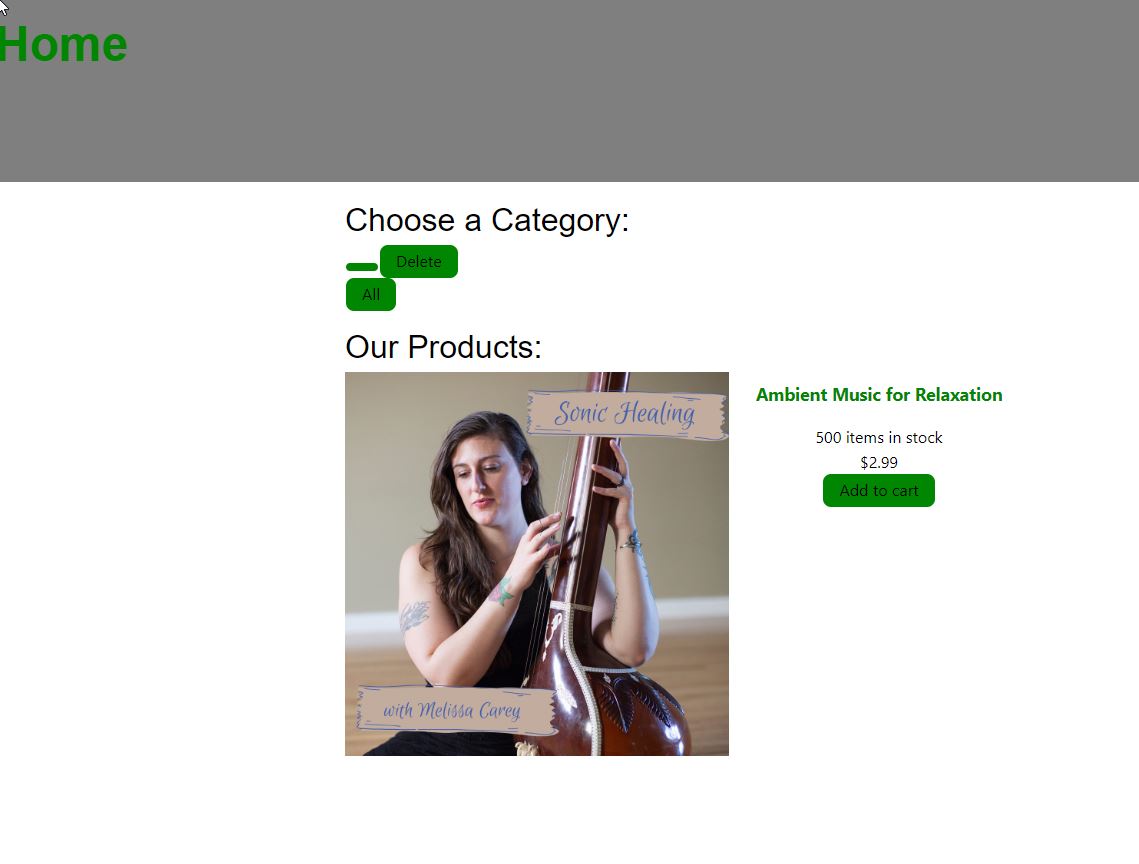 Home
Choose a Category:
Delete
All
Our Products:
Sonic Healing
with Melissa Carey
Ambient Music for Relaxation
500 items in stock
$2.99
Add to cart